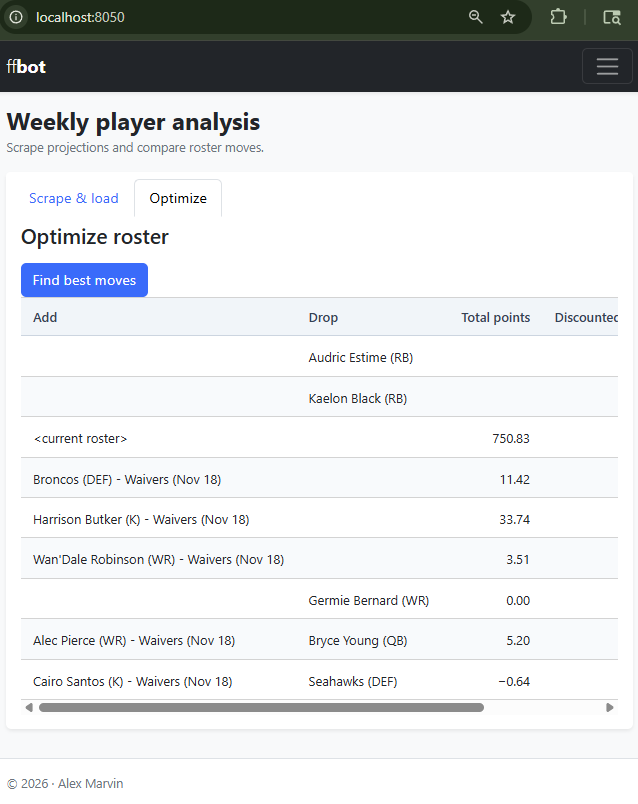 localhost:8050
ffbot
Weekly player analysis
Scrape projections and compare roster moves.
Scrape & load
Optimize
Optimize roster
Find best moves
Add Drop Total points Discounted
Audric Estime (RB)
Kaelon Black (RB)
<current roster> 750.83
Broncos (DEF) - Waivers (Nov 18) 11.42
Harrison Butker (K) - Waivers (Nov 18) 33.74
Wan'Dale Robinson (WR) - Waivers (Nov 18) 3.51
Germie Bernard (WR) 0.00
Alec Pierce (WR) - Waivers (Nov 18) Bryce Young (QB) 5.20
Cairo Santos (K) - Waivers (Nov 18) Seahawks (DEF) −0.64
© 2026 · Alex Marvin